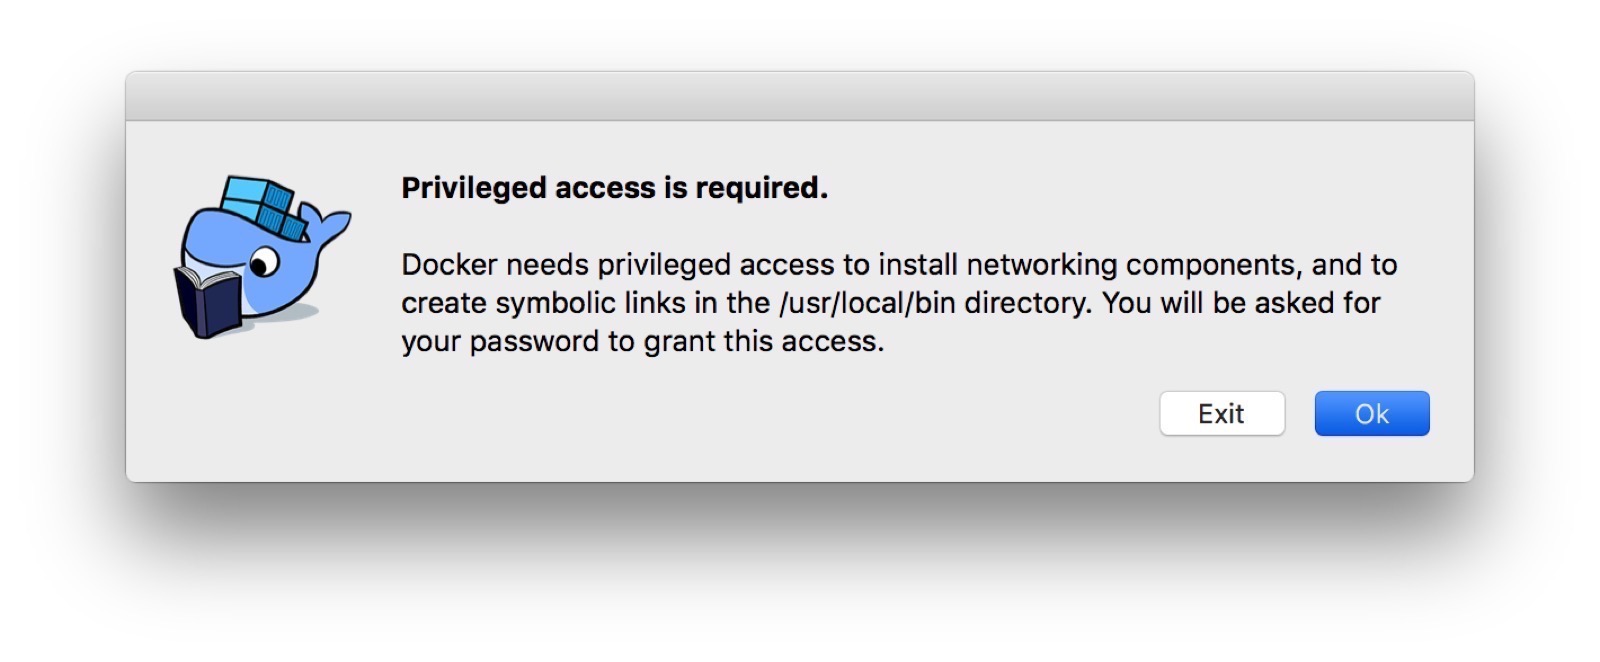 Privileged access is required.
Docker needs privileged access to install networking components, and to
create symbolic links in the /usr/local/bin directory. You will be asked for
your password to grant this access.
Exit
Ok